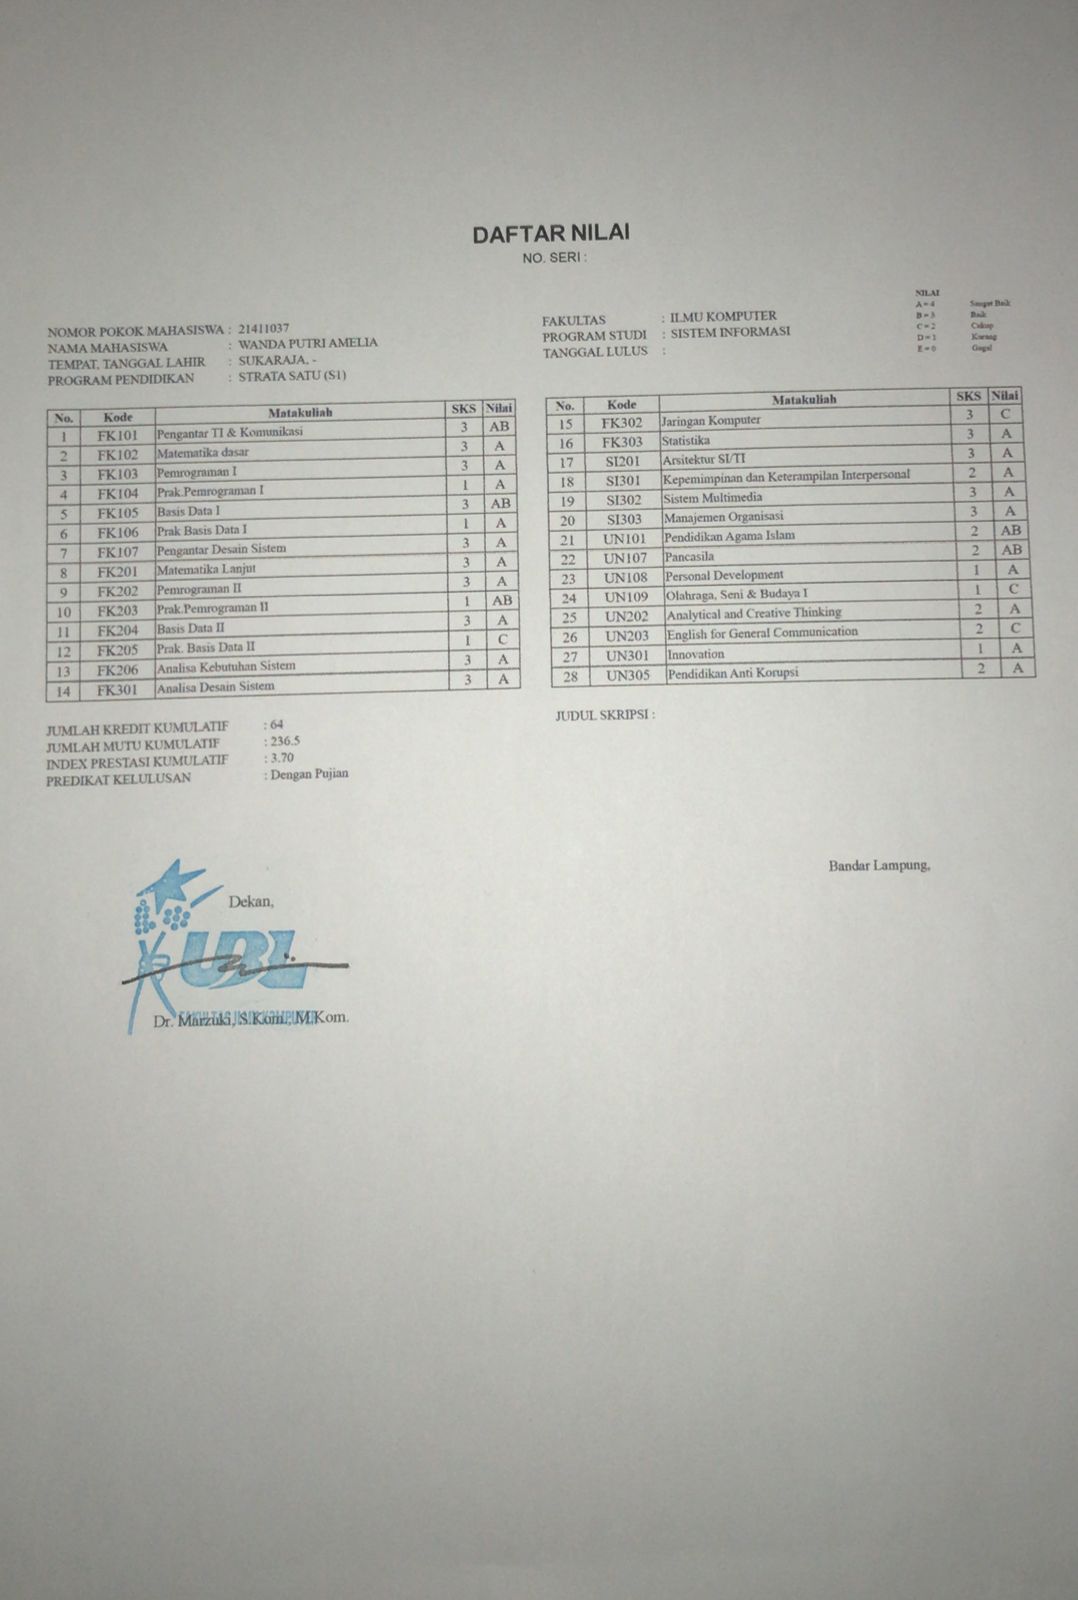 DAFTAR NILAI
NO. SERI :
NILAI
A = 4 Sangat Baik
B = 3 Baik
C = 2 Cukup
D = 1 Kurang
E = 0 Gagal
NOMOR POKOK MAHASISWA : 21411037
NAMA MAHASISWA : WANDA PUTRI AMELIA
TEMPAT, TANGGAL LAHIR : SUKARAJA, -
PROGRAM PENDIDIKAN : STRATA SATU (S1)
FAKULTAS : ILMU KOMPUTER
PROGRAM STUDI : SISTEM INFORMASI
TANGGAL LULUS :
No. Kode Matakuliah SKS Nilai
1 FK101 Pengantar TI & Komunikasi 3 AB
2 FK102 Matematika dasar 3 A
3 FK103 Pemrograman I 3 A
4 FK104 Prak.Pemrograman I 1 A
5 FK105 Basis Data I 3 AB
6 FK106 Prak Basis Data I 1 A
7 FK107 Pengantar Desain Sistem 3 A
8 FK201 Matematika Lanjut 3 A
9 FK202 Pemrograman II 3 A
10 FK203 Prak.Pemrograman II 1 AB
11 FK204 Basis Data II 3 A
12 FK205 Prak. Basis Data II 1 C
13 FK206 Analisa Kebutuhan Sistem 3 A
14 FK301 Analisa Desain Sistem 3 A
No. Kode Matakuliah SKS Nilai
15 FK302 Jaringan Komputer 3 C
16 FK303 Statistika 3 A
17 SI201 Arsitektur SI/TI 3 A
18 SI301 Kepemimpinan dan Keterampilan Interpersonal 2 A
19 SI302 Sistem Multimedia 3 A
20 SI303 Manajemen Organisasi 3 A
21 UN101 Pendidikan Agama Islam 2 AB
22 UN107 Pancasila 2 AB
23 UN108 Personal Development 1 A
24 UN109 Olahraga, Seni & Budaya I 1 C
25 UN202 Analytical and Creative Thinking 2 A
26 UN203 English for General Communication 2 C
27 UN301 Innovation 1 A
28 UN305 Pendidikan Anti Korupsi 2 A
JUMLAH KREDIT KUMULATIF : 64
JUMLAH MUTU KUMULATIF : 236.5
INDEX PRESTASI KUMULATIF : 3.70
PREDIKAT KELULUSAN : Dengan Pujian
JUDUL SKRIPSI :
Bandar Lampung,
Dekan,
UBL
FAKULTAS ILMU KOMPUTER
Dr. Marzuki, S.Kom., M.Kom.